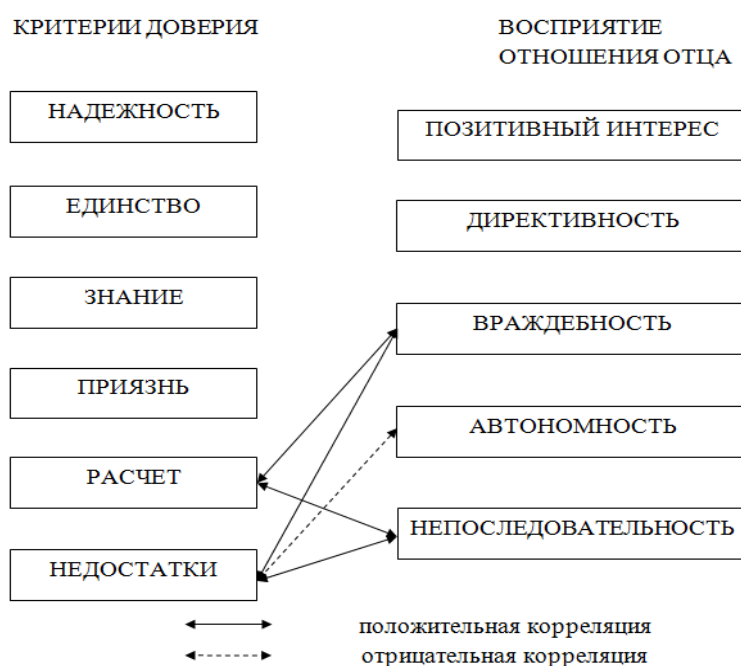 КРИТЕРИИ ДОВЕРИЯ
ВОСПРИЯТИЕ
ОТНОШЕНИЯ ОТЦА
НАДЕЖНОСТЬ
ЕДИНСТВО
ЗНАНИЕ
ПРИЯЗНЬ
РАСЧЕТ
НЕДОСТАТКИ
ПОЗИТИВНЫЙ ИНТЕРЕС
ДИРЕКТИВНОСТЬ
ВРАЖДЕБНОСТЬ
АВТОНОМНОСТЬ
НЕПОСЛЕДОВАТЕЛЬНОСТЬ
положительная корреляция
отрицательная корреляция